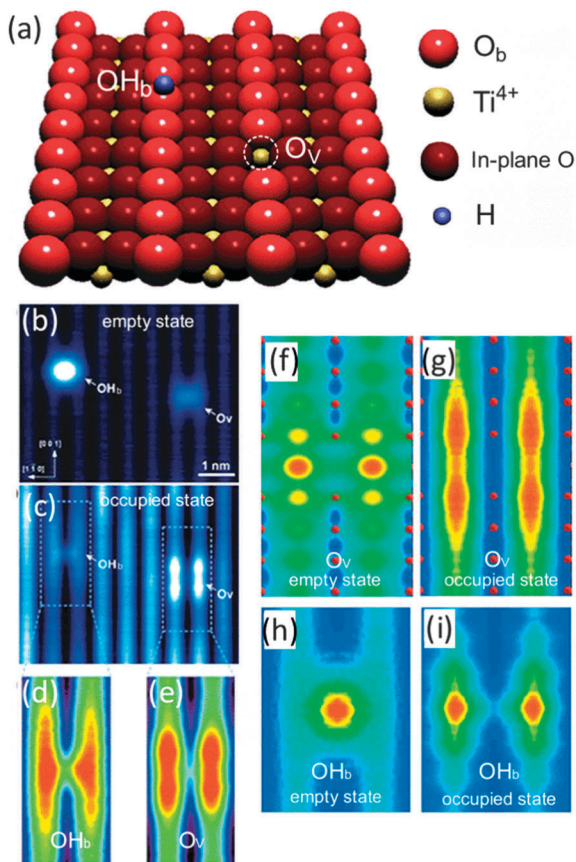 (a)
OHb
OV
Ob
Ti4+
In-plane O
H
(b)
empty state
OHb
Ov
[0 0 1]
[1 1̄ 0]
1 nm
(c)
occupied state
OHb
Ov
(d)
OHb
(e)
Ov
(f)
OV
empty state
(g)
OV
occupied state
(h)
OHb
empty state
(i)
OHb
occupied state